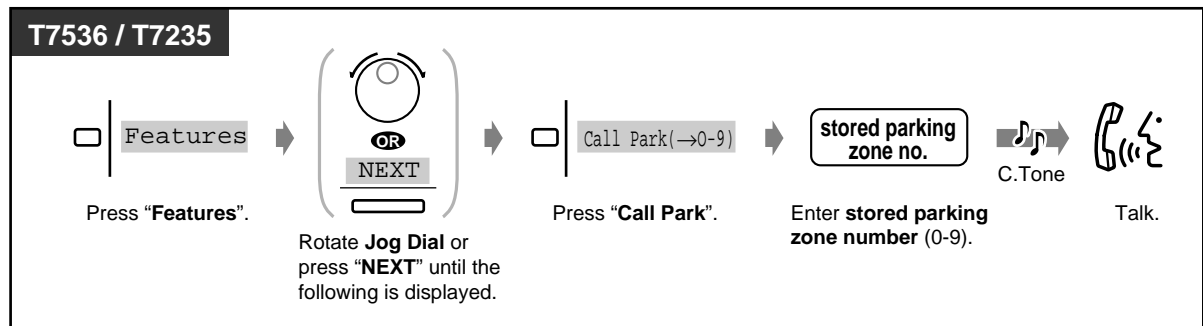 T7536 / T7235
Features
OR
NEXT
Call Park(→0-9)
stored parking
zone no.
C.Tone
Press “Features”.
Rotate Jog Dial or
press “NEXT” until the
following is displayed.
Press “Call Park”.
Enter stored parking
zone number (0-9).
Talk.